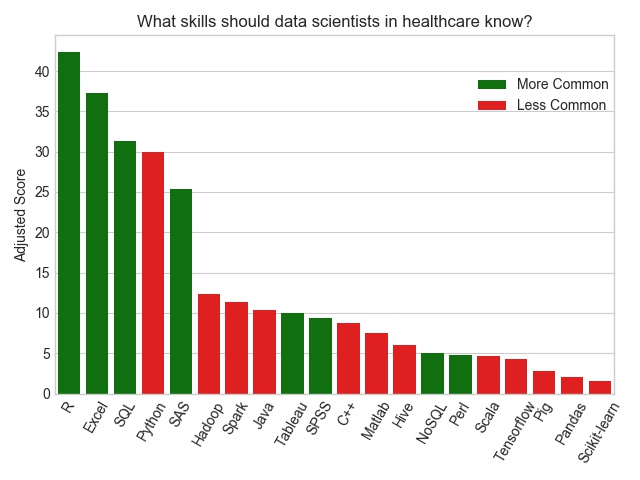 What skills should data scientists in healthcare know?
More Common
Less Common
Adjusted Score
40
35
30
25
20
15
10
5
0
R
Excel
SQL
Python
SAS
Hadoop
Spark
Java
Tableau
SPSS
C++
Matlab
Hive
NoSQL
Perl
Scala
Tensorflow
Pig
Pandas
Scikit-learn